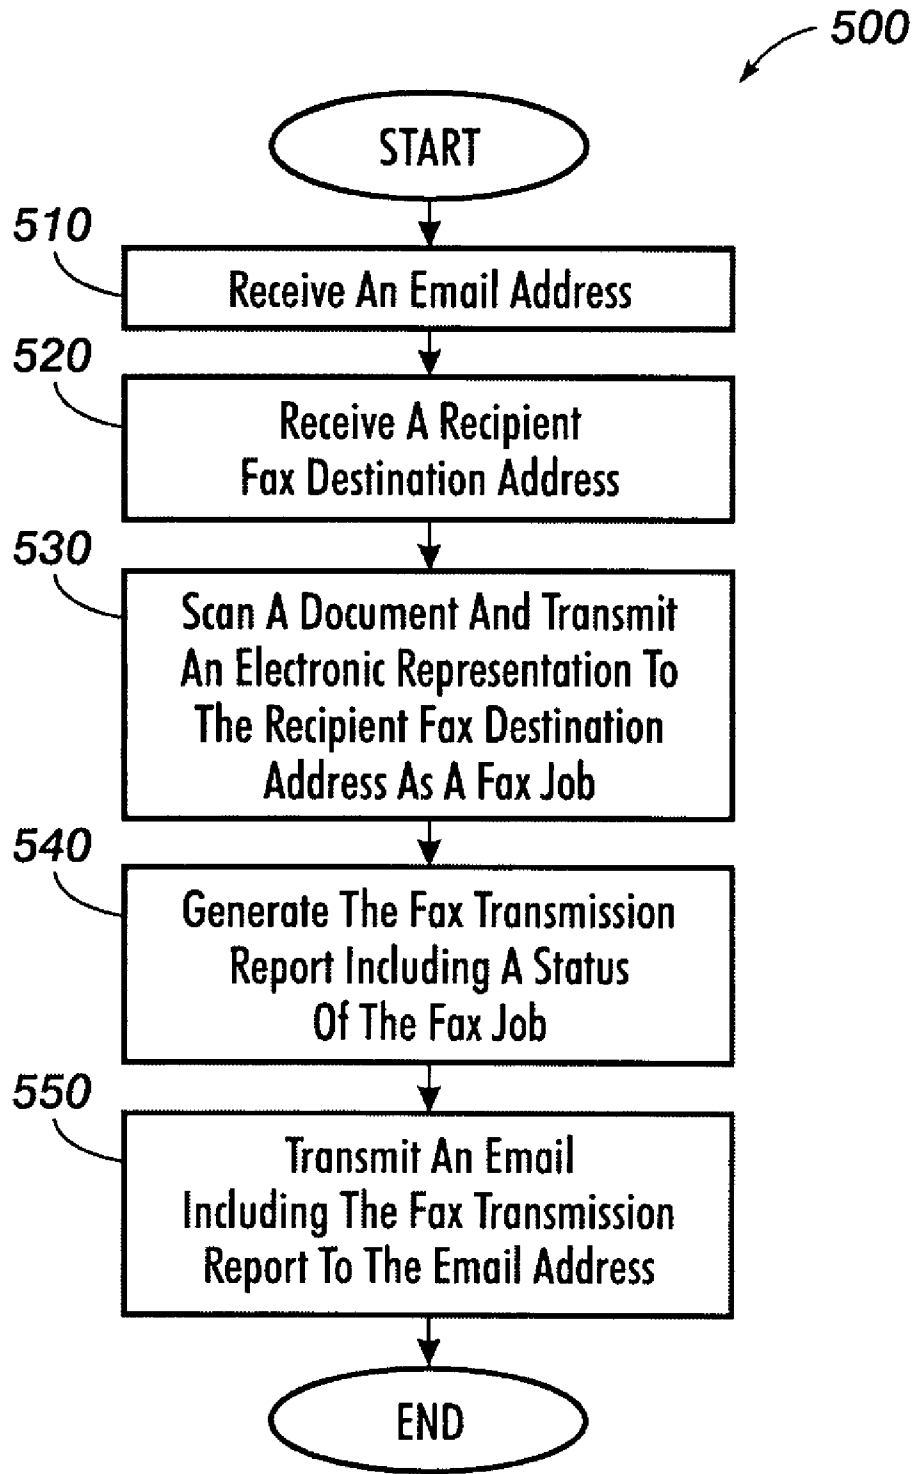 500
START
510
Receive An Email Address
520
Receive A Recipient
Fax Destination Address
530
Scan A Document And Transmit
An Electronic Representation To
The Recipient Fax Destination
Address As A Fax Job
540
Generate The Fax Transmission
Report Including A Status
Of The Fax Job
550
Transmit An Email
Including The Fax Transmission
Report To The Email Address
END